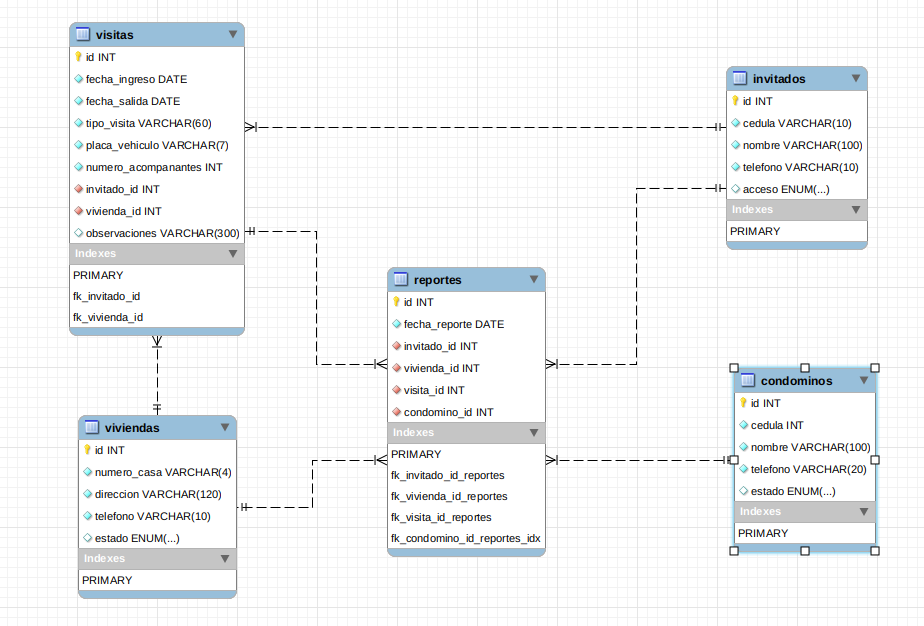 visitas
id INT
fecha_ingreso DATE
fecha_salida DATE
tipo_visita VARCHAR(60)
placa_vehiculo VARCHAR(7)
numero_acompanantes INT
invitado_id INT
vivienda_id INT
observaciones VARCHAR(300)
Indexes
PRIMARY
fk_invitado_id
fk_vivienda_id
invitados
id INT
cedula VARCHAR(10)
nombre VARCHAR(100)
telefono VARCHAR(10)
acceso ENUM(...)
Indexes
PRIMARY
reportes
id INT
fecha_reporte DATE
invitado_id INT
vivienda_id INT
visita_id INT
condomino_id INT
Indexes
PRIMARY
fk_invitado_id_reportes
fk_vivienda_id_reportes
fk_visita_id_reportes
fk_condomino_id_reportes_idx
condominos
id INT
cedula INT
nombre VARCHAR(100)
telefono VARCHAR(20)
estado ENUM(...)
Indexes
PRIMARY
viviendas
id INT
numero_casa VARCHAR(4)
direccion VARCHAR(120)
telefono VARCHAR(10)
estado ENUM(...)
Indexes
PRIMARY